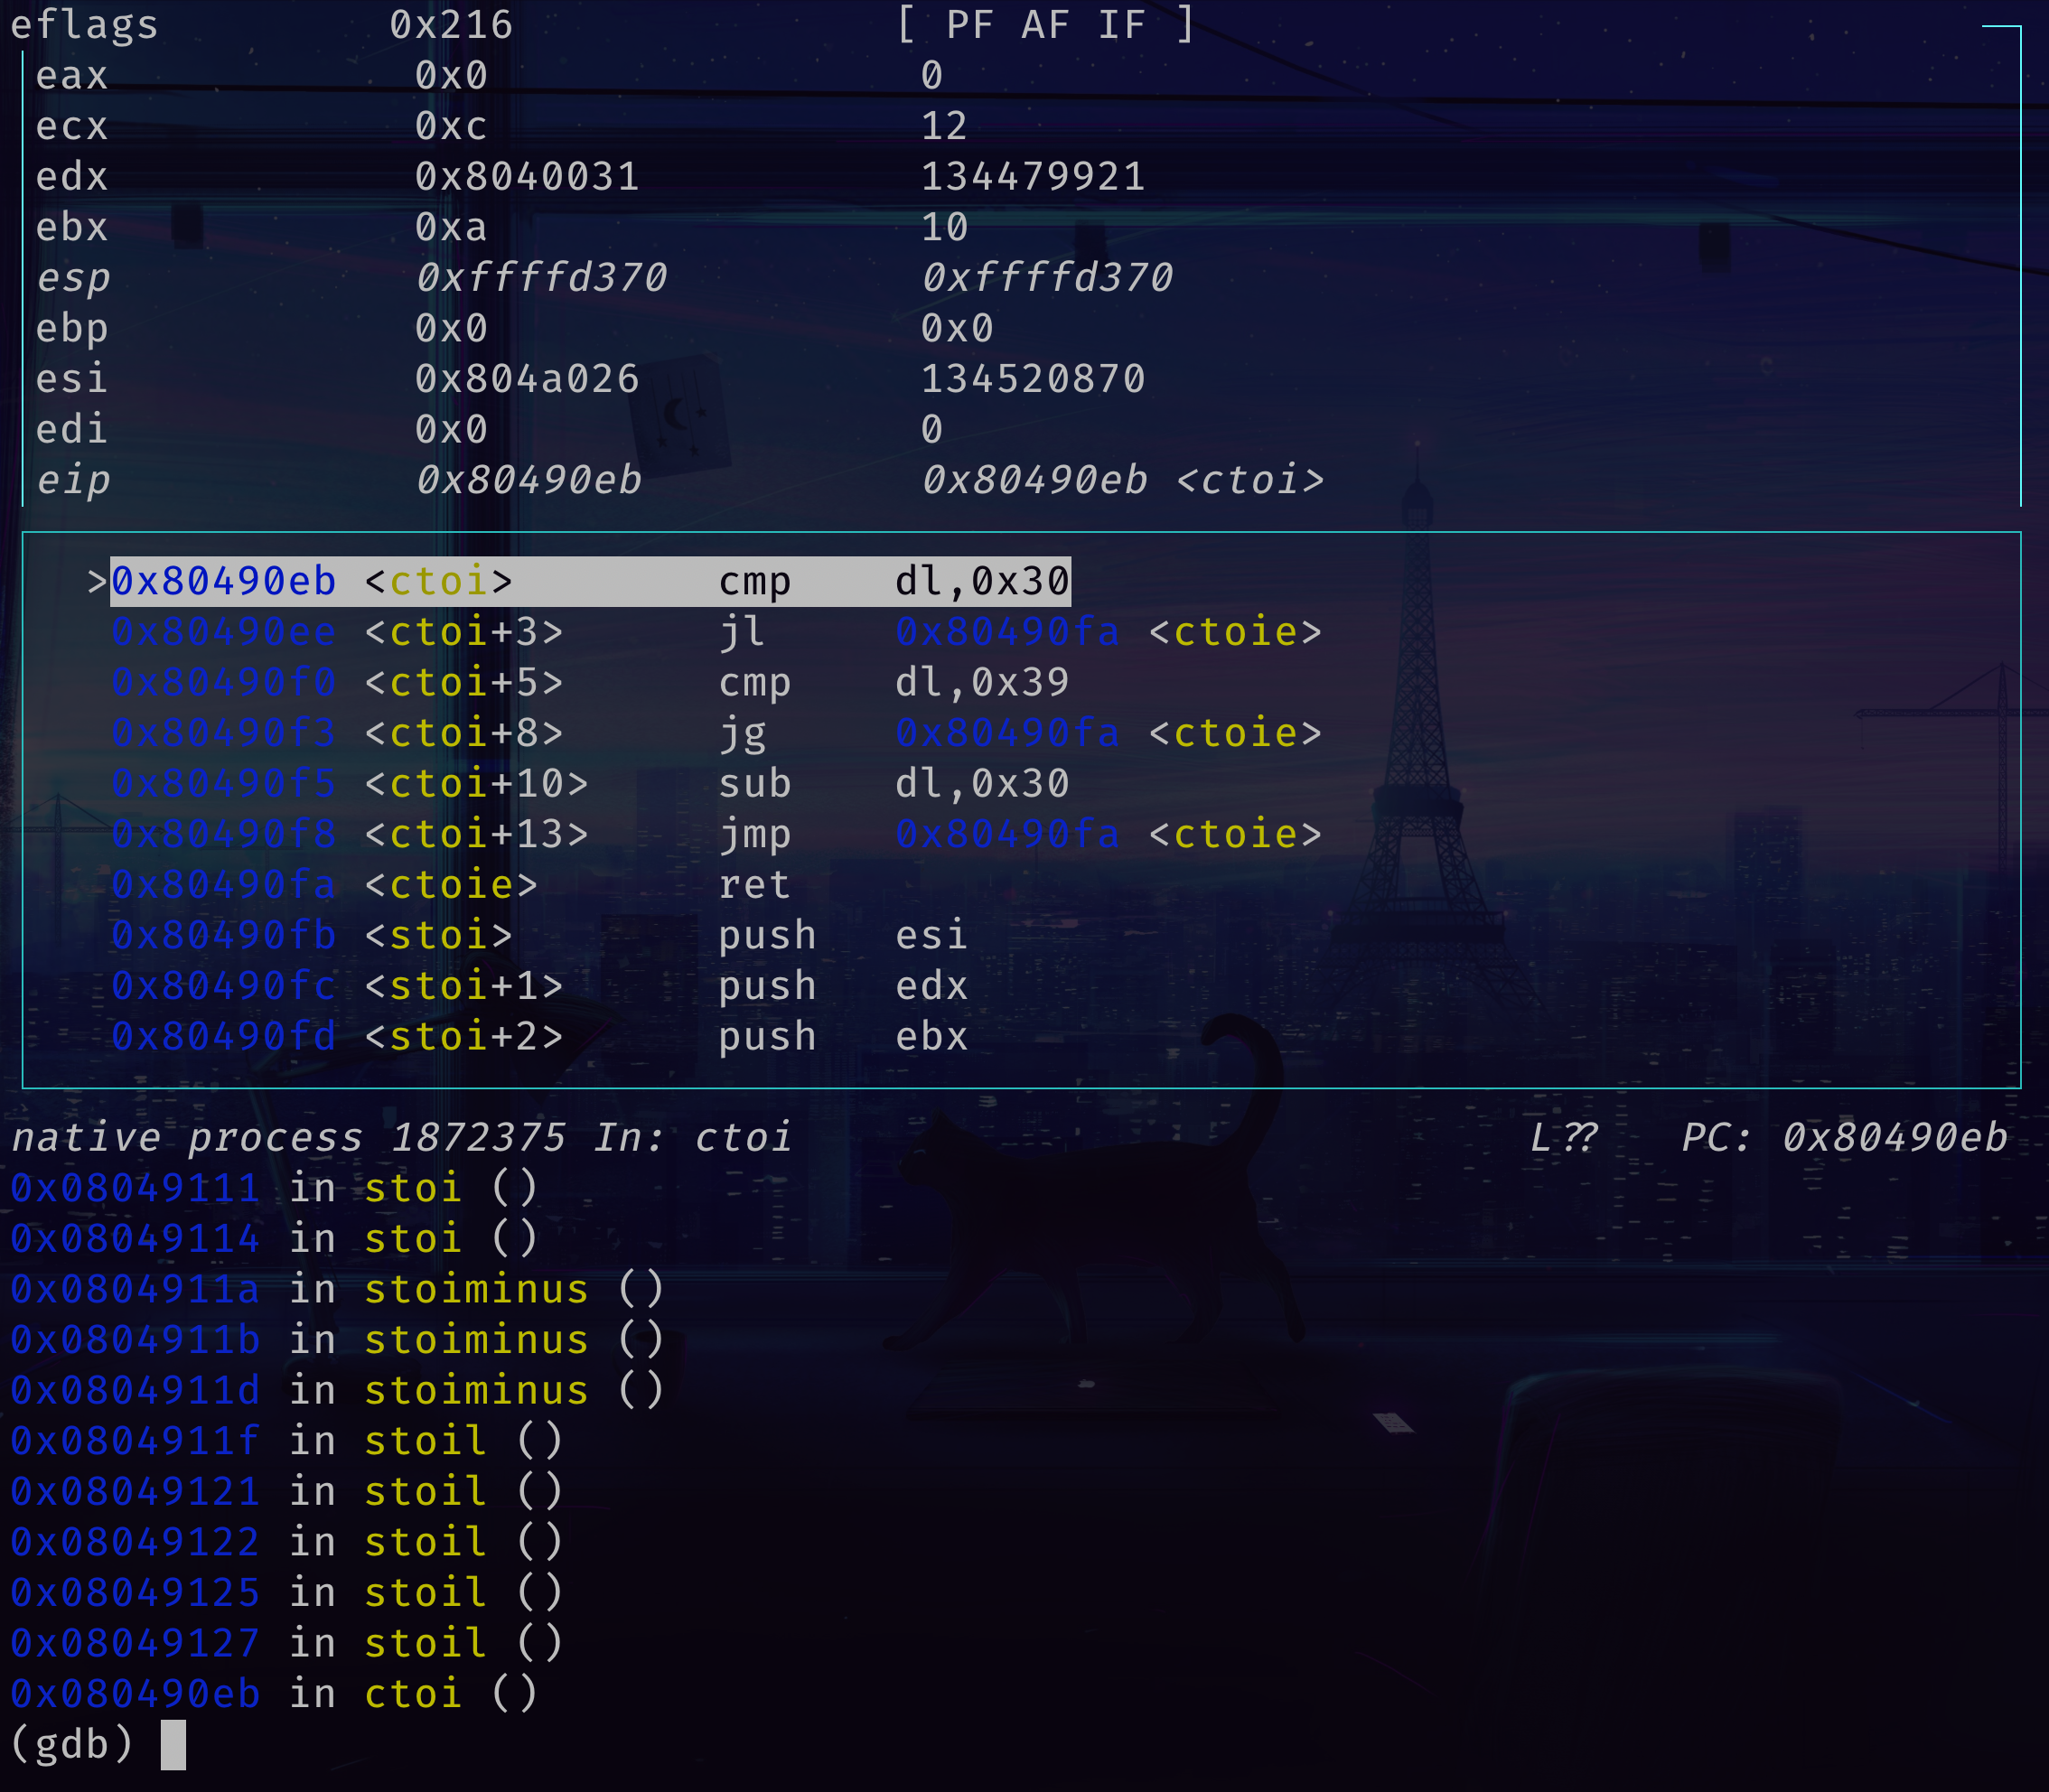 eflags 0x216 [ PF AF IF ]
eax 0x0 0
ecx 0xc 12
edx 0x8040031 134479921
ebx 0xa 10
esp 0xffffd370 0xffffd370
ebp 0x0 0x0
esi 0x804a026 134520870
edi 0x0 0
eip 0x80490eb 0x80490eb <ctoi>
>0x80490eb <ctoi> cmp dl,0x30
0x80490ee <ctoi+3> jl 0x80490fa <ctoie>
0x80490f0 <ctoi+5> cmp dl,0x39
0x80490f3 <ctoi+8> jg 0x80490fa <ctoie>
0x80490f5 <ctoi+10> sub dl,0x30
0x80490f8 <ctoi+13> jmp 0x80490fa <ctoie>
0x80490fa <ctoie> ret
0x80490fb <stoi> push esi
0x80490fc <stoi+1> push edx
0x80490fd <stoi+2> push ebx
native process 1872375 In: ctoi L?? PC: 0x80490eb
0x08049111 in stoi ()
0x08049114 in stoi ()
0x0804911a in stoiminus ()
0x0804911b in stoiminus ()
0x0804911d in stoiminus ()
0x0804911f in stoil ()
0x08049121 in stoil ()
0x08049122 in stoil ()
0x08049125 in stoil ()
0x08049127 in stoil ()
0x080490eb in ctoi ()
(gdb)